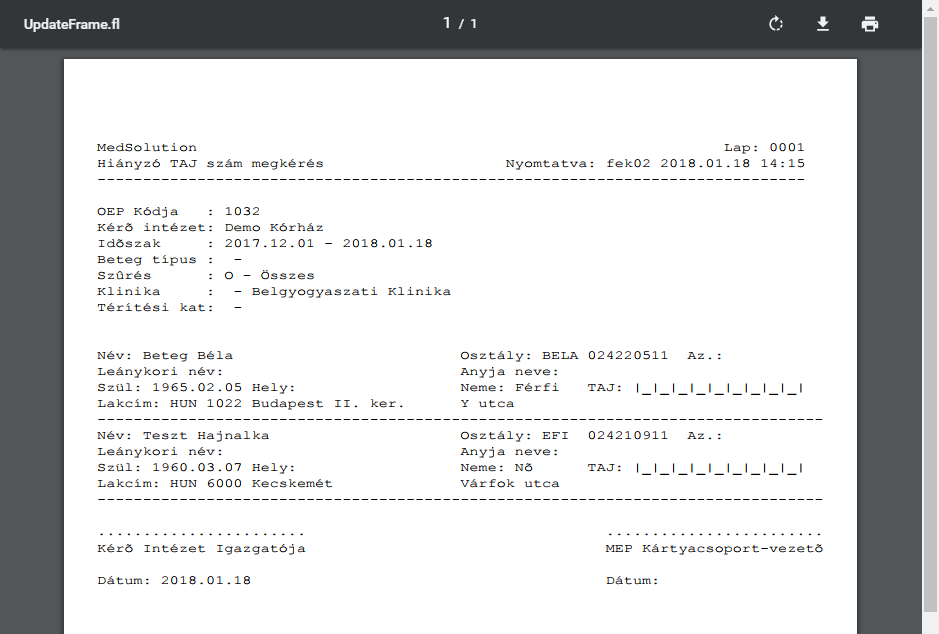 UpdateFrame.fl 1 / 1
MedSolution Lap: 0001
Hiányzó TAJ szám megkérés Nyomtatva: fek02 2018.01.18 14:15
-------------------------------------------------------------------------------
OEP Kódja : 1032
Kérõ intézet: Demo Kórház
Idõszak : 2017.12.01 - 2018.01.18
Beteg típus : -
Szûrés : O - Összes
Klinika : - Belgyogyaszati Klinika
Térítési kat: -
Név: Beteg Béla Osztály: BELA 024220511 Az.:
Leánykori név: Anyja neve:
Szül: 1965.02.05 Hely: Neme: Férfi TAJ: |_|_|_|_|_|_|_|_|_|
Lakcím: HUN 1022 Budapest II. ker. Y utca
--------------------------------------------------------------------------------
Név: Teszt Hajnalka Osztály: EFI 024210911 Az.:
Leánykori név: Anyja neve:
Szül: 1960.03.07 Hely: Neme: Nõ TAJ: |_|_|_|_|_|_|_|_|_|
Lakcím: HUN 6000 Kecskemét Várfok utca
--------------------------------------------------------------------------------
....................... ........................
Kérõ Intézet Igazgatója MEP Kártyacsoport-vezetõ
Dátum: 2018.01.18 Dátum: